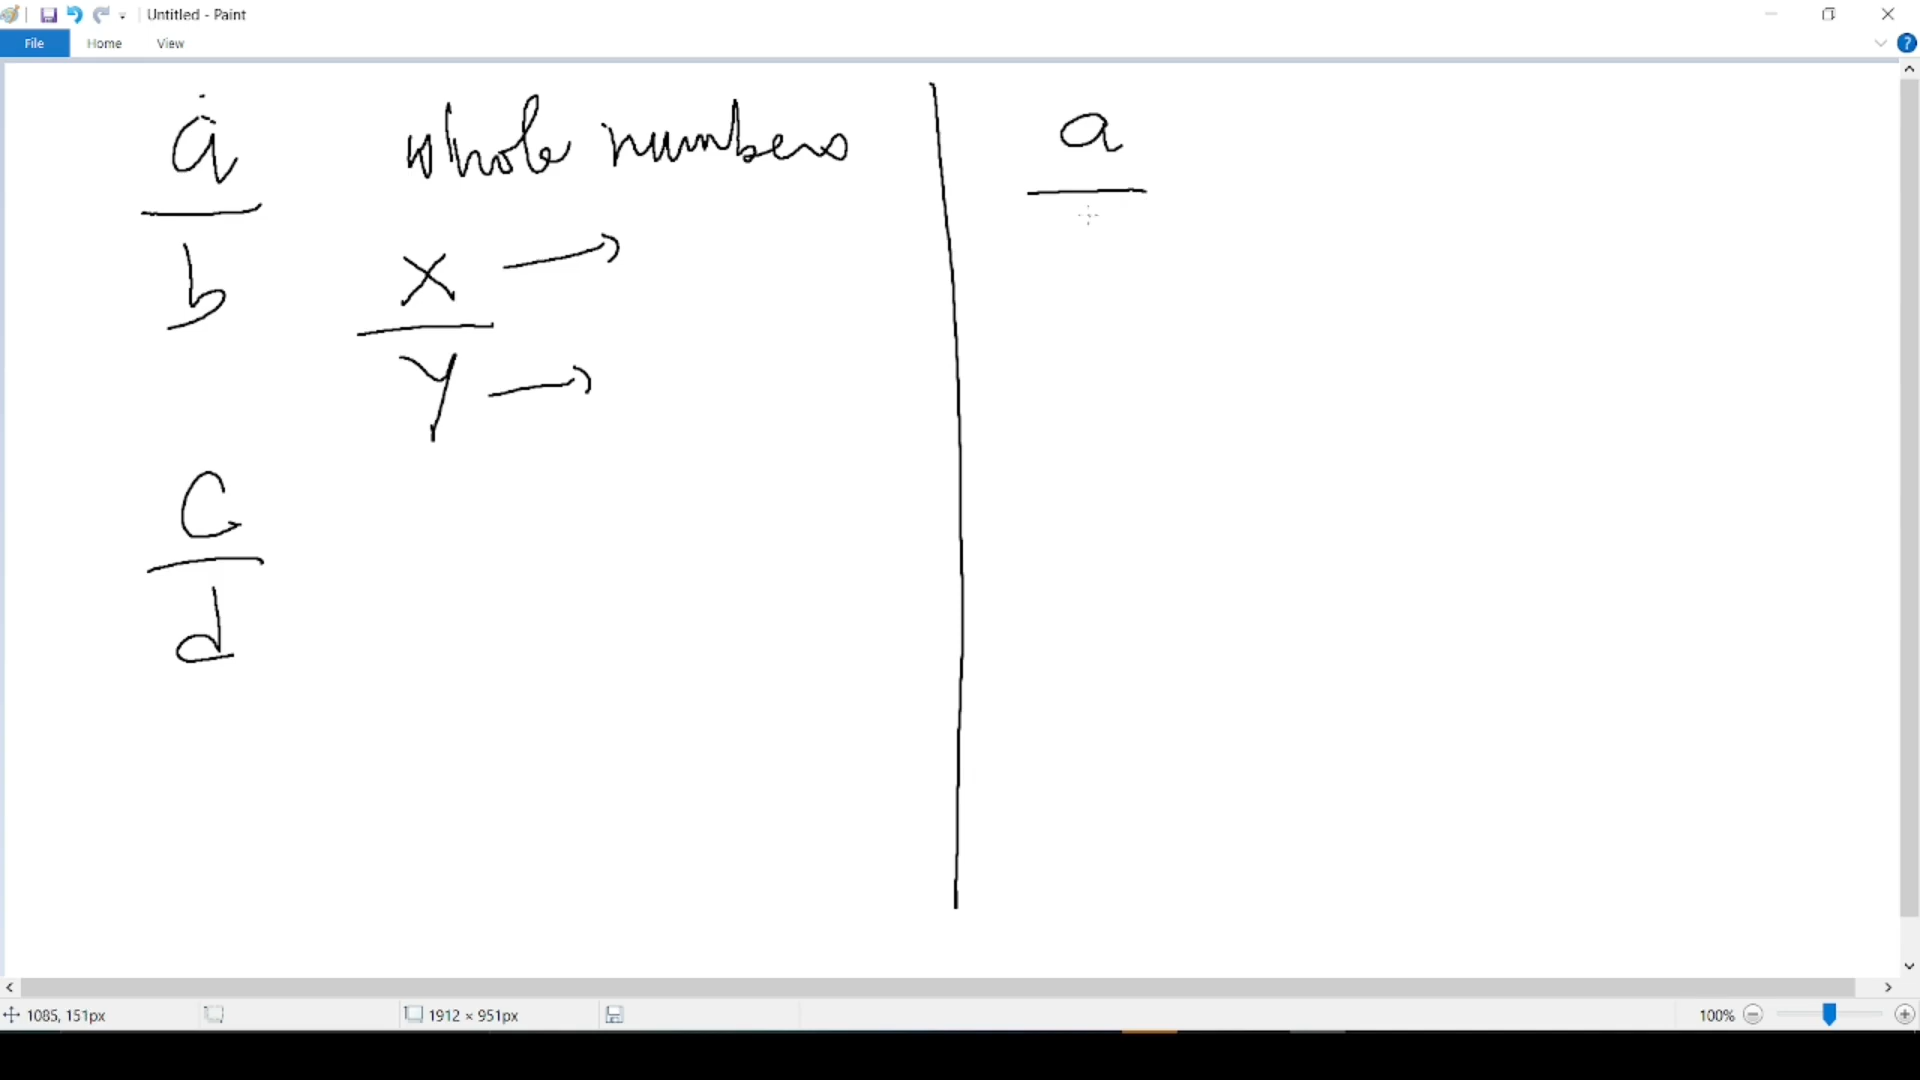 Untitled - Paint
File Home View
a whole numbers
b
X
Y
C
d
a
1085, 151px 1912 × 951px 100%